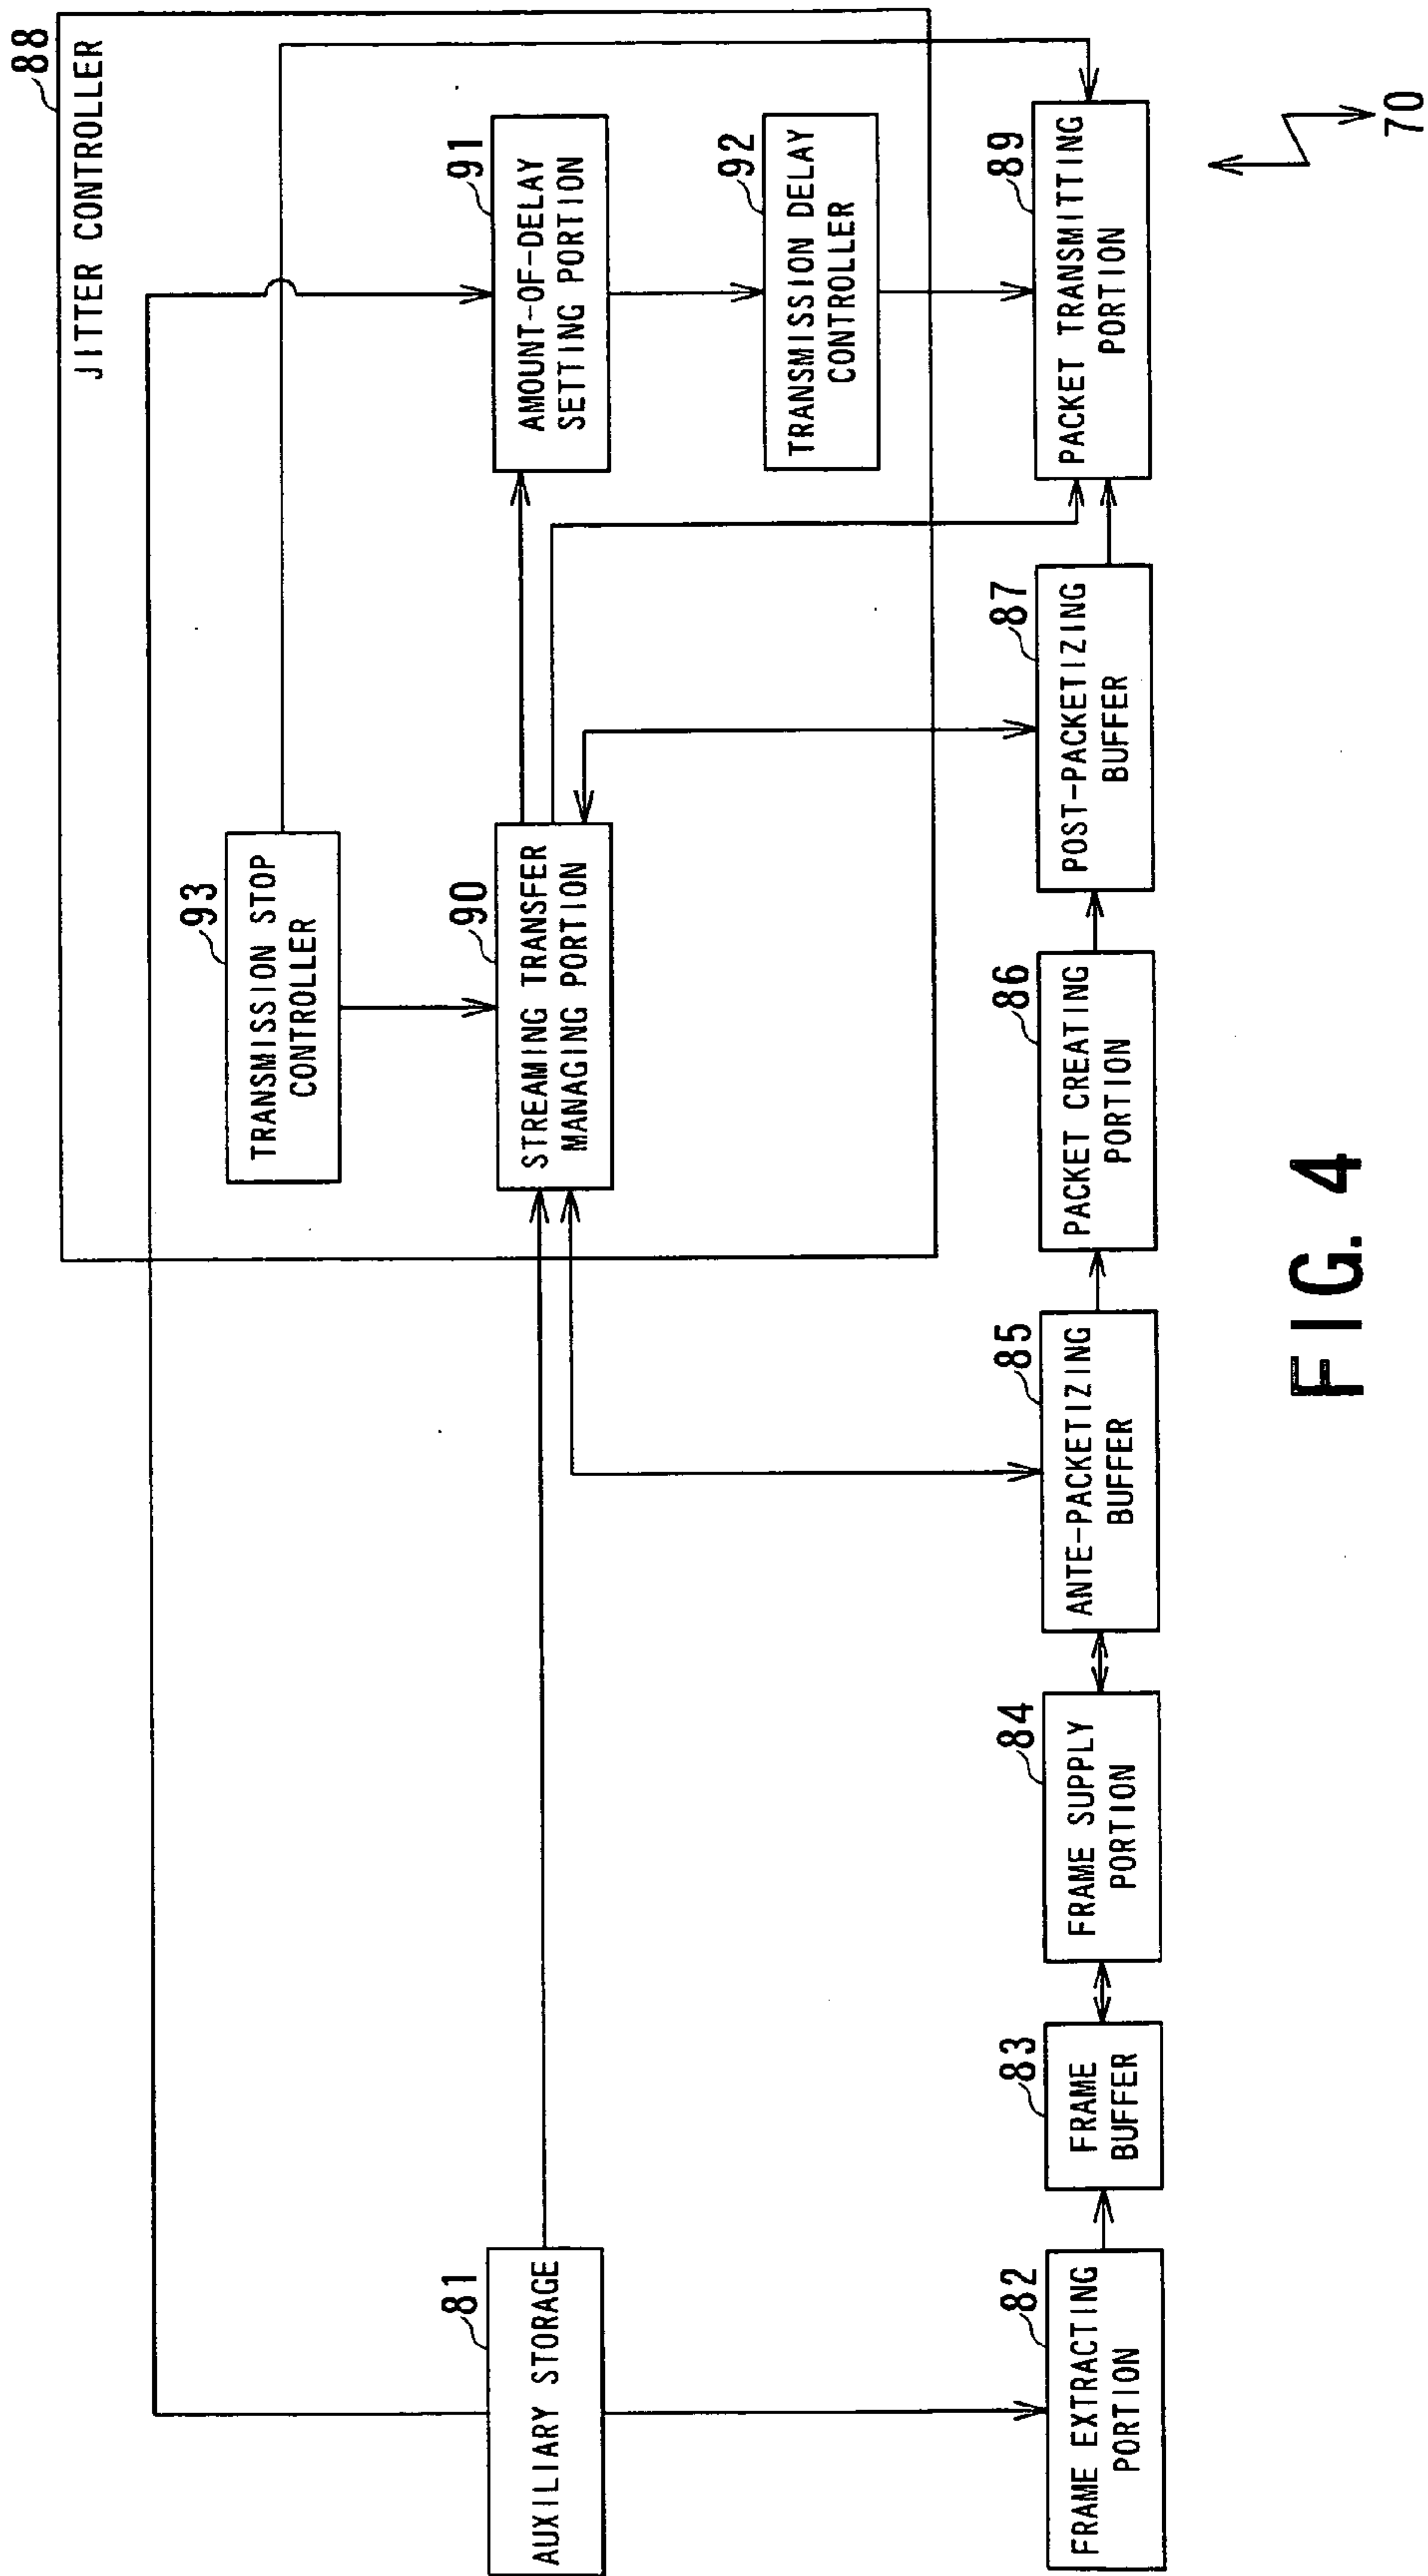 88
JITTER CONTROLLER
93
TRANSMISSION STOP
CONTROLLER
81
AUXILIARY STORAGE
90
STREAMING TRANSFER
MANAGING PORTION
91
AMOUNT-OF-DELAY
SETTING PORTION
92
TRANSMISSION DELAY
CONTROLLER
82
FRAME EXTRACTING
PORTION
83
FRAME
BUFFER
84
FRAME SUPPLY
PORTION
85
ANTE-PACKETIZING
BUFFER
86
PACKET CREATING
PORTION
87
POST-PACKETIZING
BUFFER
89
PACKET TRANSMITTING
PORTION
70
FIG. 4